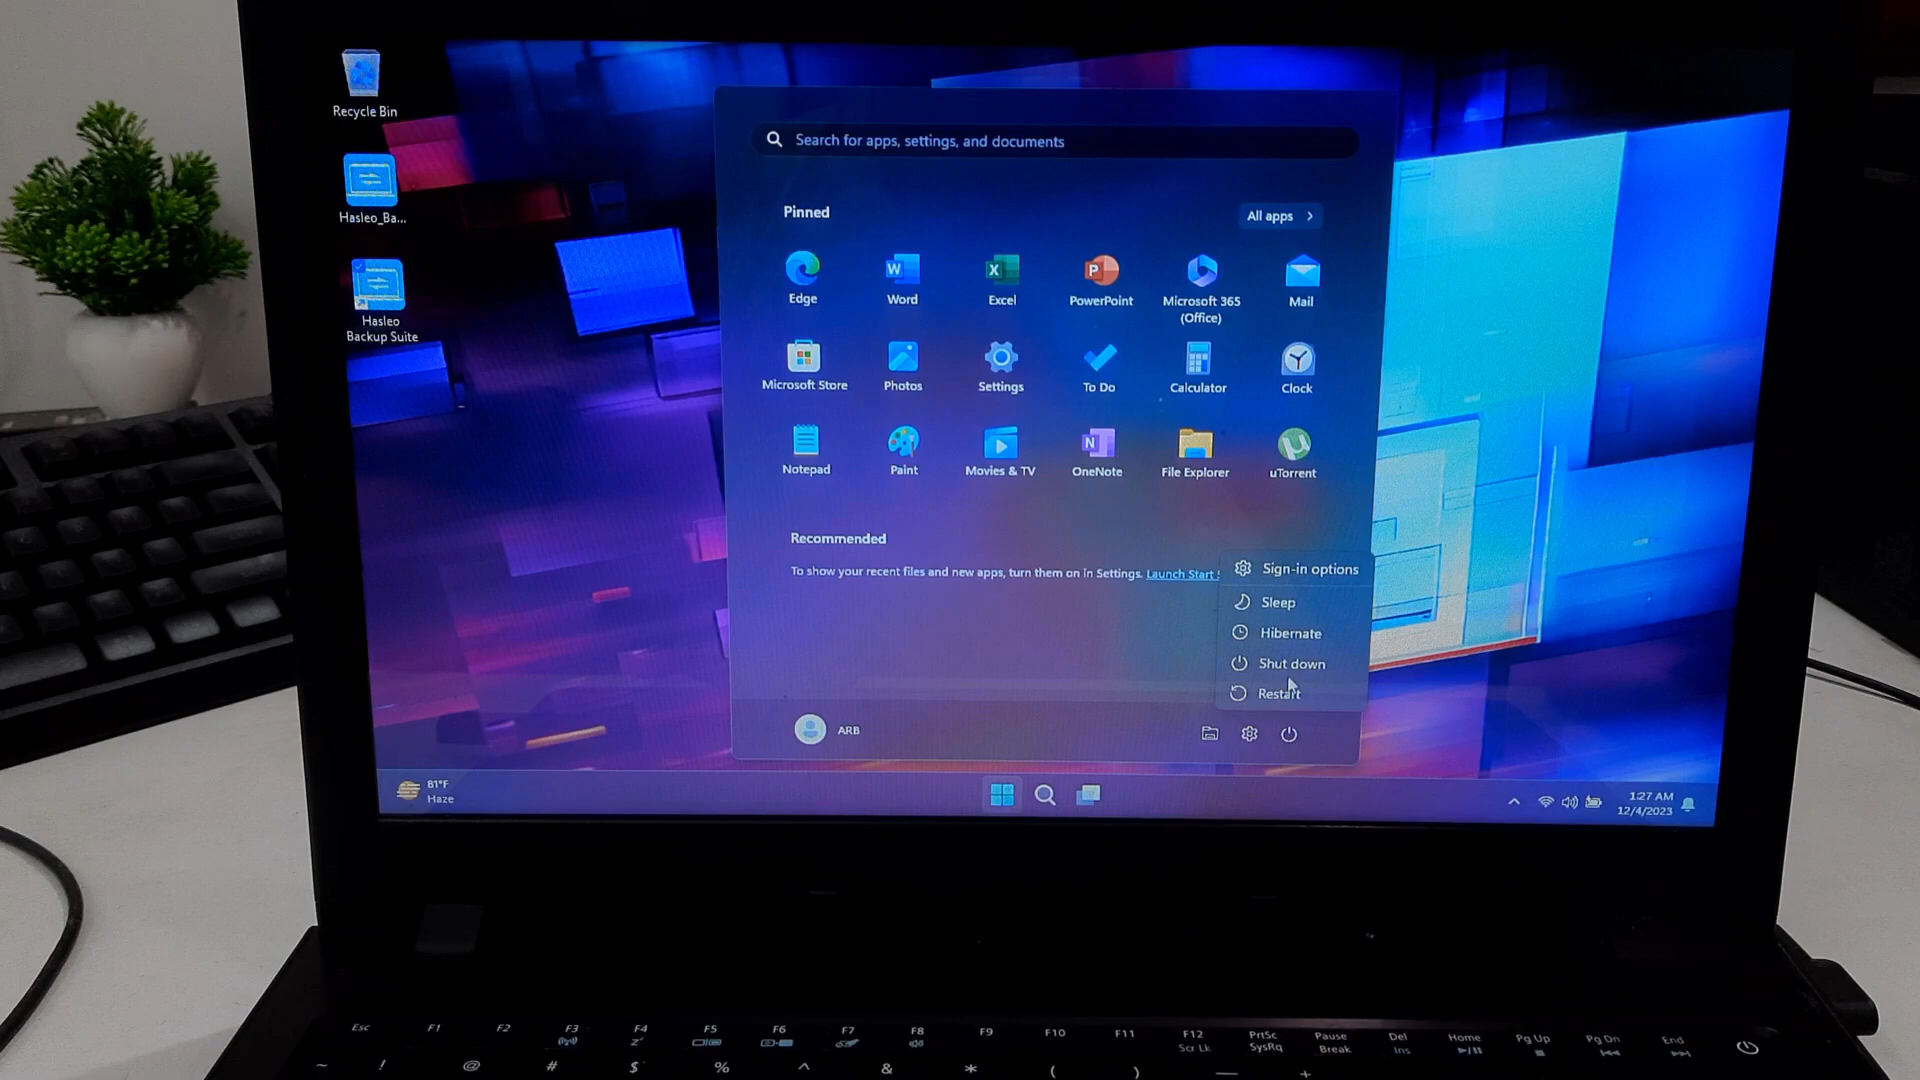 Recycle Bin
Hasleo_Ba...
Hasleo
Backup Suite
Search for apps, settings, and documents
Pinned
All apps
Edge
Word
Excel
PowerPoint
Microsoft 365
(Office)
Mail
Microsoft Store
Photos
Settings
To Do
Calculator
Clock
Notepad
Paint
Movies & TV
OneNote
File Explorer
uTorrent
Recommended
To show your recent files and new apps, turn them on in Settings. Launch Start
Sign-in options
Sleep
Hibernate
Shut down
Restart
ARB
81°F
Haze
1:27 AM
12/4/2023
Esc F1 F2 F3 F4 F5 F6 F7 F8 F9 F10 F11 F12 PrtSc Pause Del Home Pg Up Pg Dn End
Scr Lk SysRq Break Ins
~ ! @ # $ % ^ & * ( ) — +